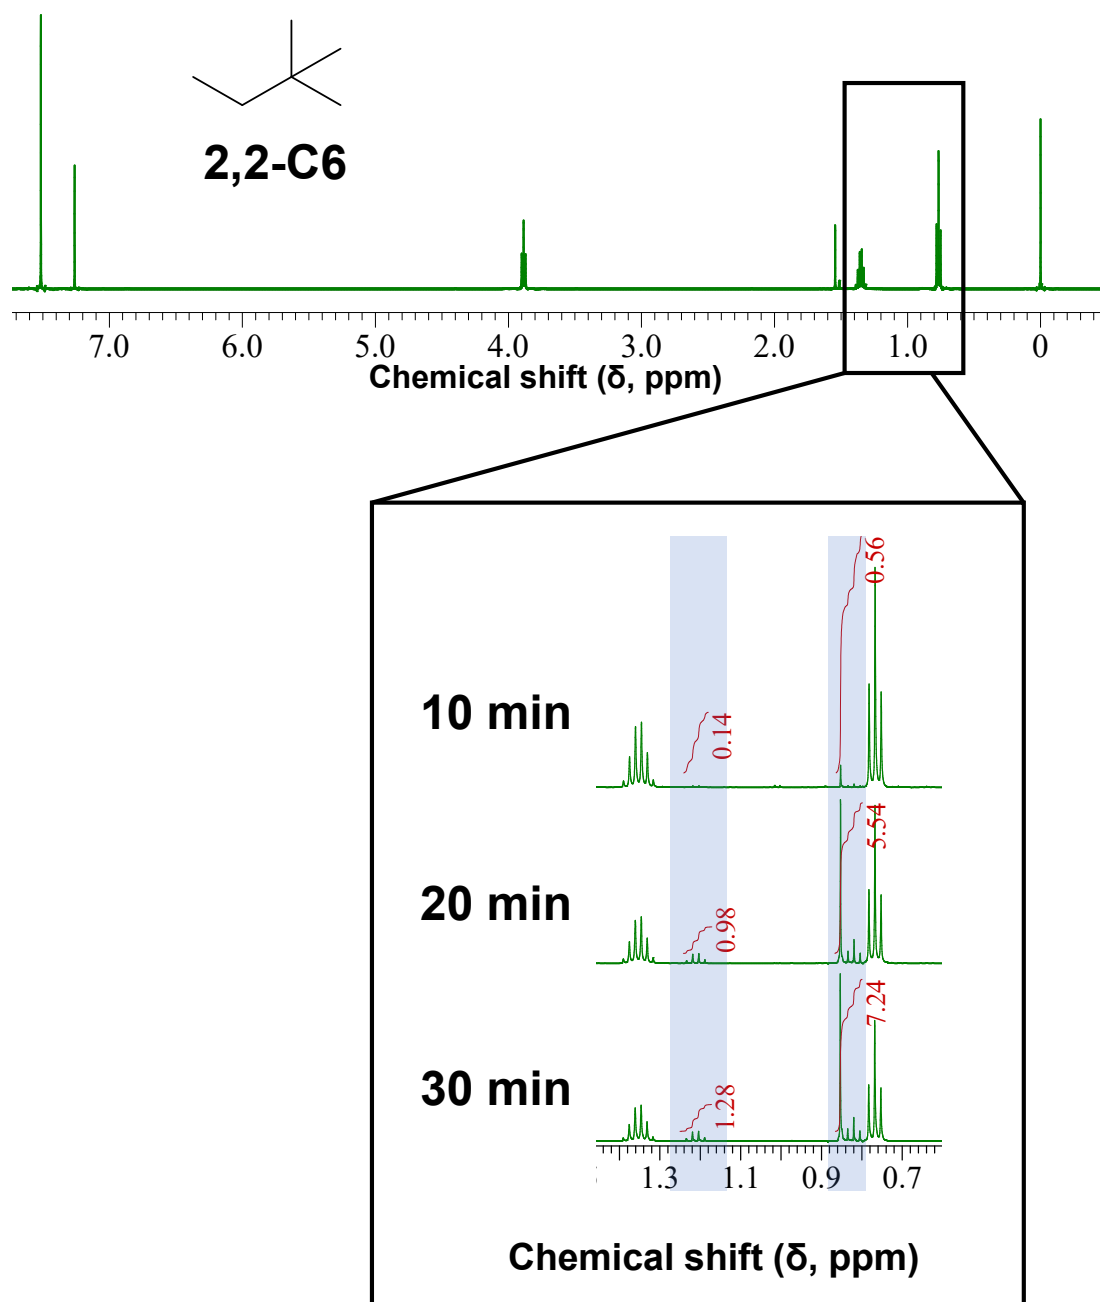 2,2-C6
7.0 6.0 5.0 4.0 3.0 2.0 1.0 0
Chemical shift (δ, ppm)
0.56
10 min
0.14
5.54
20 min
0.98
7.24
30 min
1.28
1.3 1.1 0.9 0.7
Chemical shift (δ, ppm)